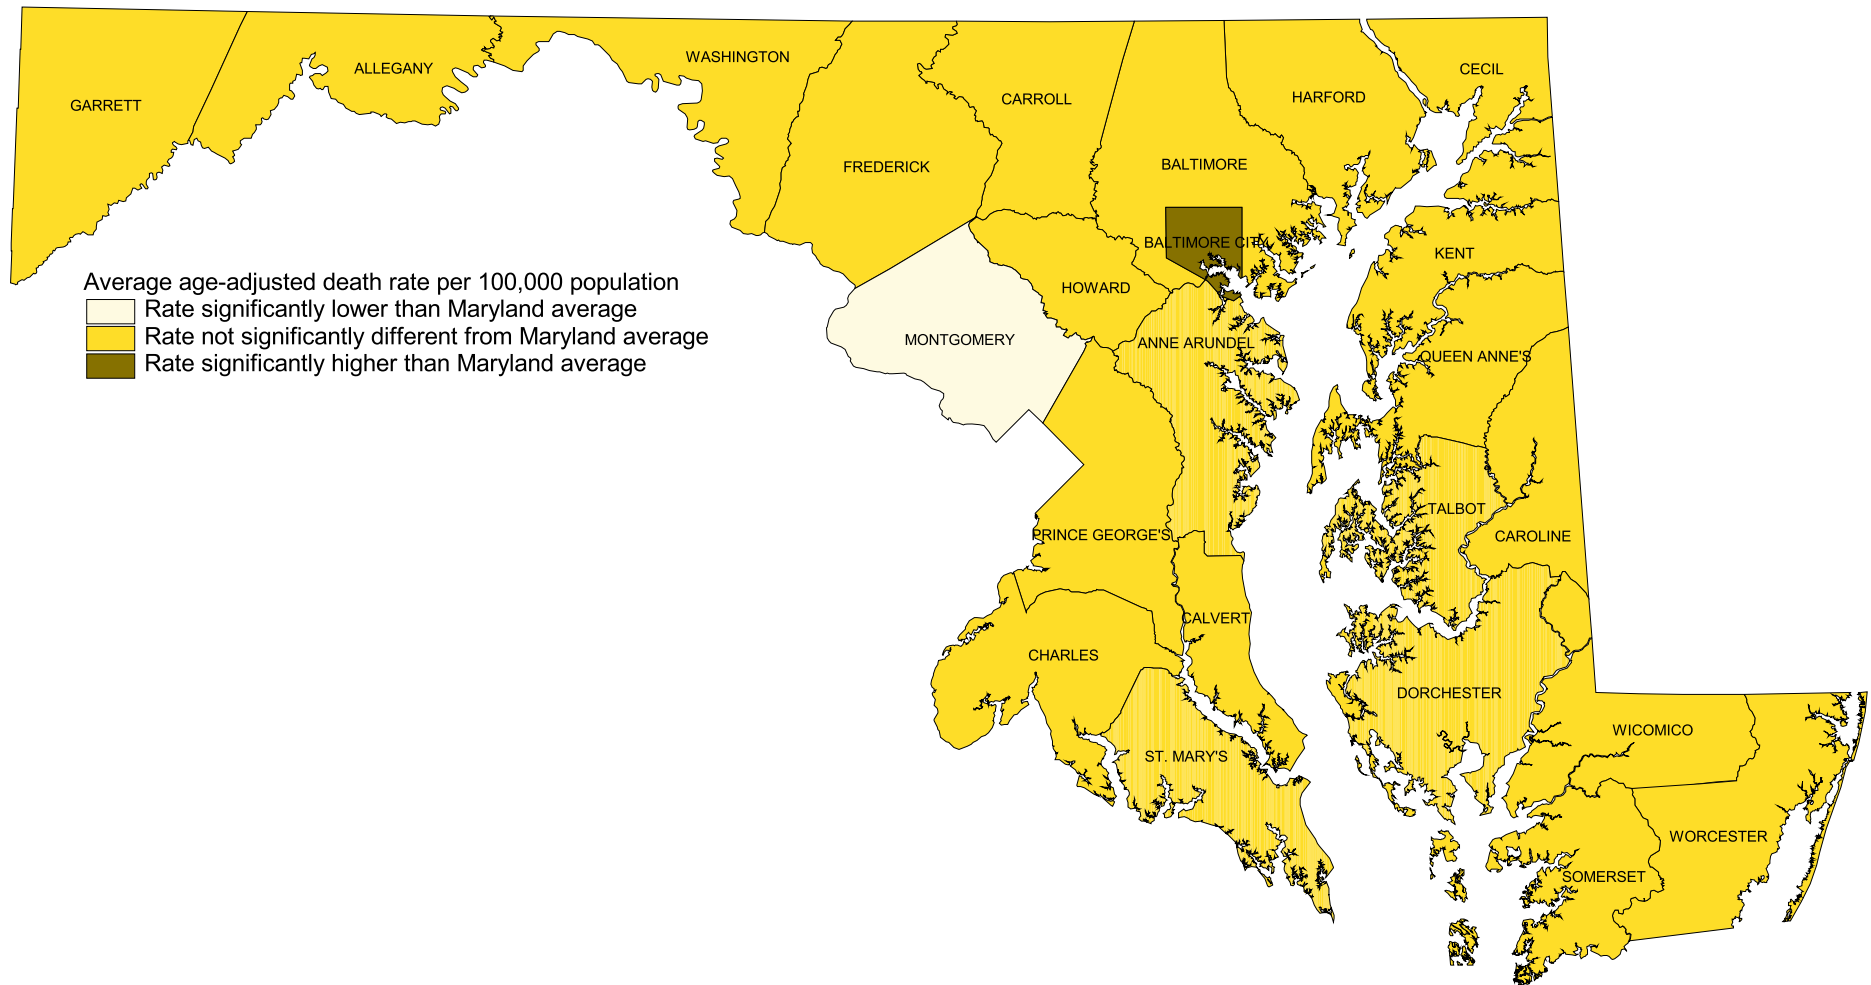 WASHINGTON
ALLEGANY
CECIL
GARRETT
CARROLL
HARFORD
FREDERICK
BALTIMORE
BALTIMORE CITY
KENT
Average age-adjusted death rate per 100,000 population
Rate significantly lower than Maryland average
Rate not significantly different from Maryland average
Rate significantly higher than Maryland average
HOWARD
MONTGOMERY
ANNE ARUNDEL
QUEEN ANNE'S
TALBOT
PRINCE GEORGE'S
CAROLINE
CALVERT
CHARLES
DORCHESTER
WICOMICO
ST. MARY'S
WORCESTER
SOMERSET